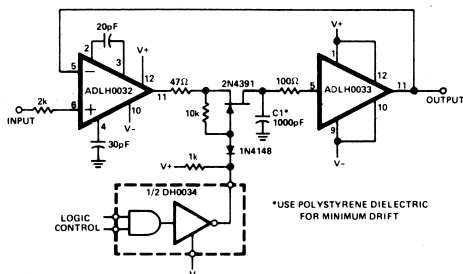 20pF
V+
2
3
5
12
ADLH0032
11
6
10
4
V-
2k
INPUT
30pF
47Ω
2N4391
100Ω
10k
C1*
1000pF
1N4148
V+
1k
V+
1
12
5
ADLH0033
11
OUTPUT
10
9
V-
1/2 DH0034
LOGIC
CONTROL
*USE POLYSTYRENE DIELECTRIC
FOR MINIMUM DRIFT